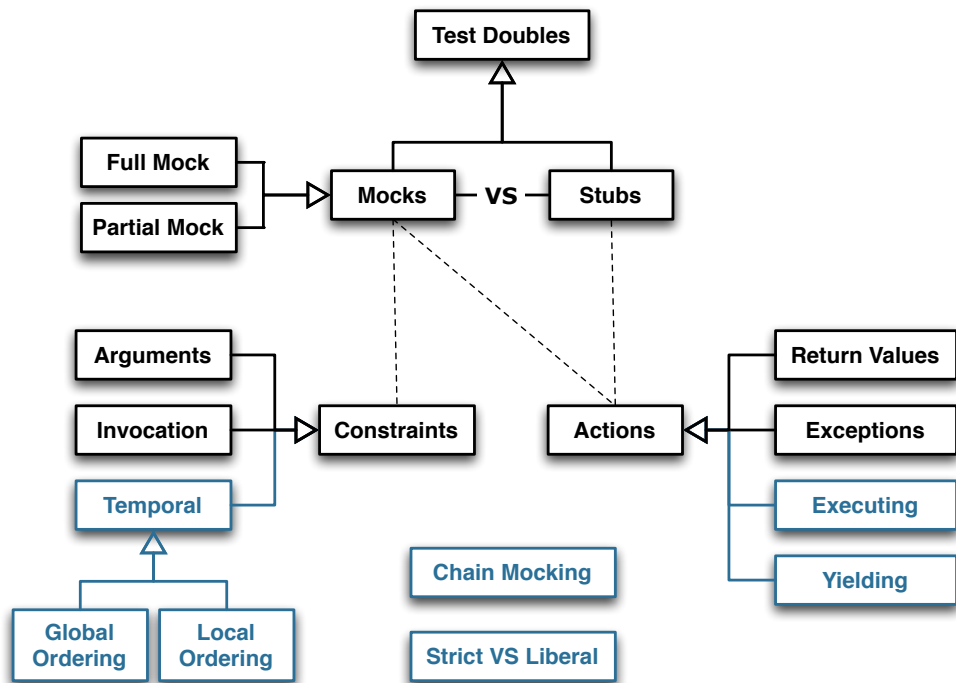 Test Doubles
Full Mock
Mocks
VS
Stubs
Partial Mock
Arguments
Return Values
Invocation
Constraints
Actions
Exceptions
Temporal
Executing
Chain Mocking
Yielding
Global
Ordering
Local
Ordering
Strict VS Liberal